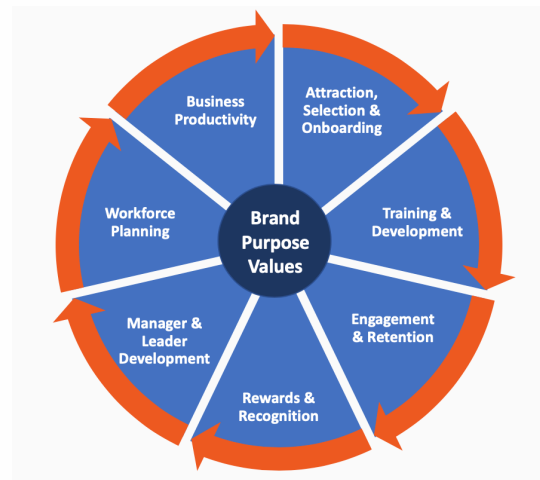 Attraction,
Selection &
Onboarding
Training &
Development
Engagement
& Retention
Rewards &
Recognition
Manager &
Leader
Development
Workforce
Planning
Business
Productivity
Brand
Purpose
Values